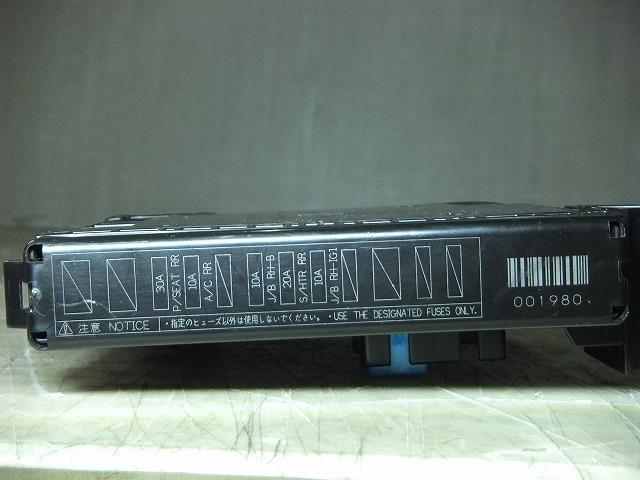 30A
P/SEAT RR
10A
A/C RR
10A
J/B RH-B
20A
S/HTR RR
10A
J/B RH-IG1
注意 NOTICE
・指定のヒューズ以外は使用しないでください。 ・USE THE DESIGNATED FUSES ONLY.
001980